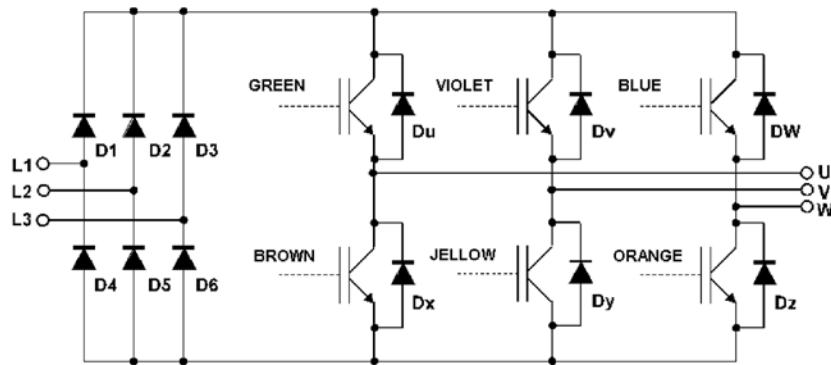 GREEN
VIOLET
BLUE
D1
D2
D3
Du
Dv
DW
L1
L2
L3
U
V
W
BROWN
JELLOW
ORANGE
D4
D5
D6
Dx
Dy
Dz